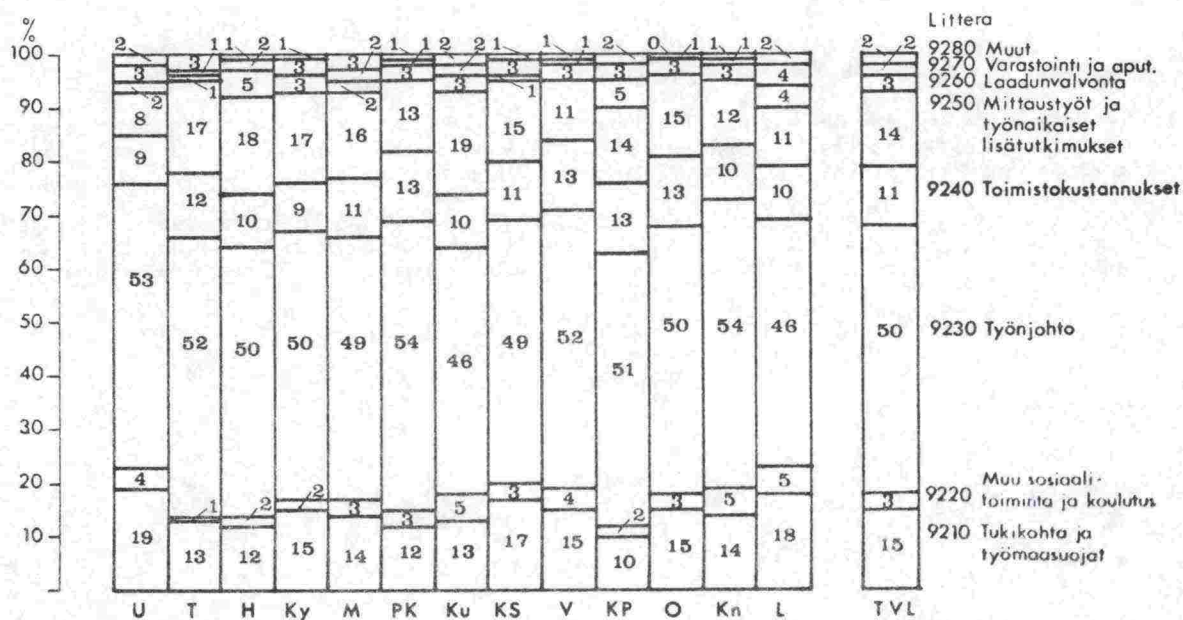 %
Littera
2 1 1 2 1 2 1 1 2 2 1 1 1 2 0 1 1 1 2 2 2
100
90
80
70
60
50
40
30
20
10
3 2 8 9 53 4 19
3 1 17 12 52 1 13
5 18 10 50 2 12
3 3 17 9 50 2 15
3 2 16 11 49 3 14
3 13 13 54 3 12
3 19 10 46 5 13
3 1 15 11 49 3 17
3 11 13 52 4 15
3 5 14 13 51 2 10
3 15 13 50 3 15
3 12 10 54 5 14
4 4 11 10 46 5 18
3 14 11 50 3 15
9280 Muut
9270 Varastointi ja aput.
9260 Laadunvalvonta
9250 Mittaustyöt ja
työnaikaiset
lisätutkimukset
9240 Toimistokustannukset
9230 Työnjohto
Muu sosiaali-
9220 toiminta ja koulutus
9210 Tukikohta ja
työmaasuojat
U T H Ky M PK Ku KS V KP O Kn L TVL